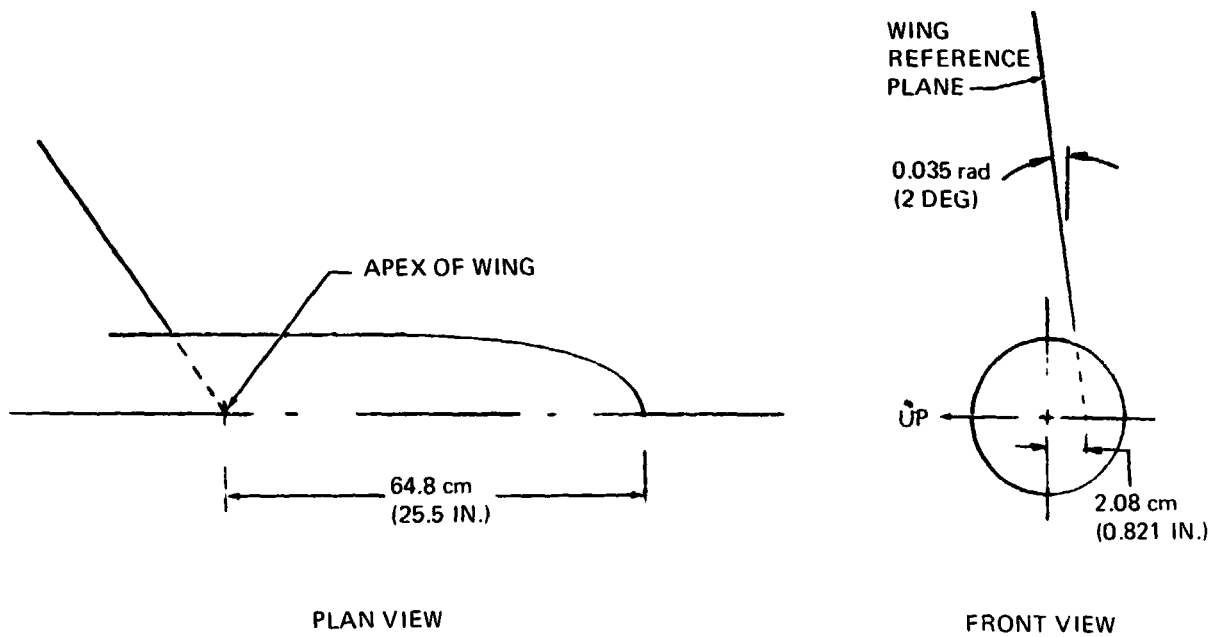 WING
REFERENCE
PLANE
0.035 rad
(2 DEG)
APEX OF WING
UP
64.8 cm
(25.5 IN.)
2.08 cm
(0.821 IN.)
PLAN VIEW
FRONT VIEW